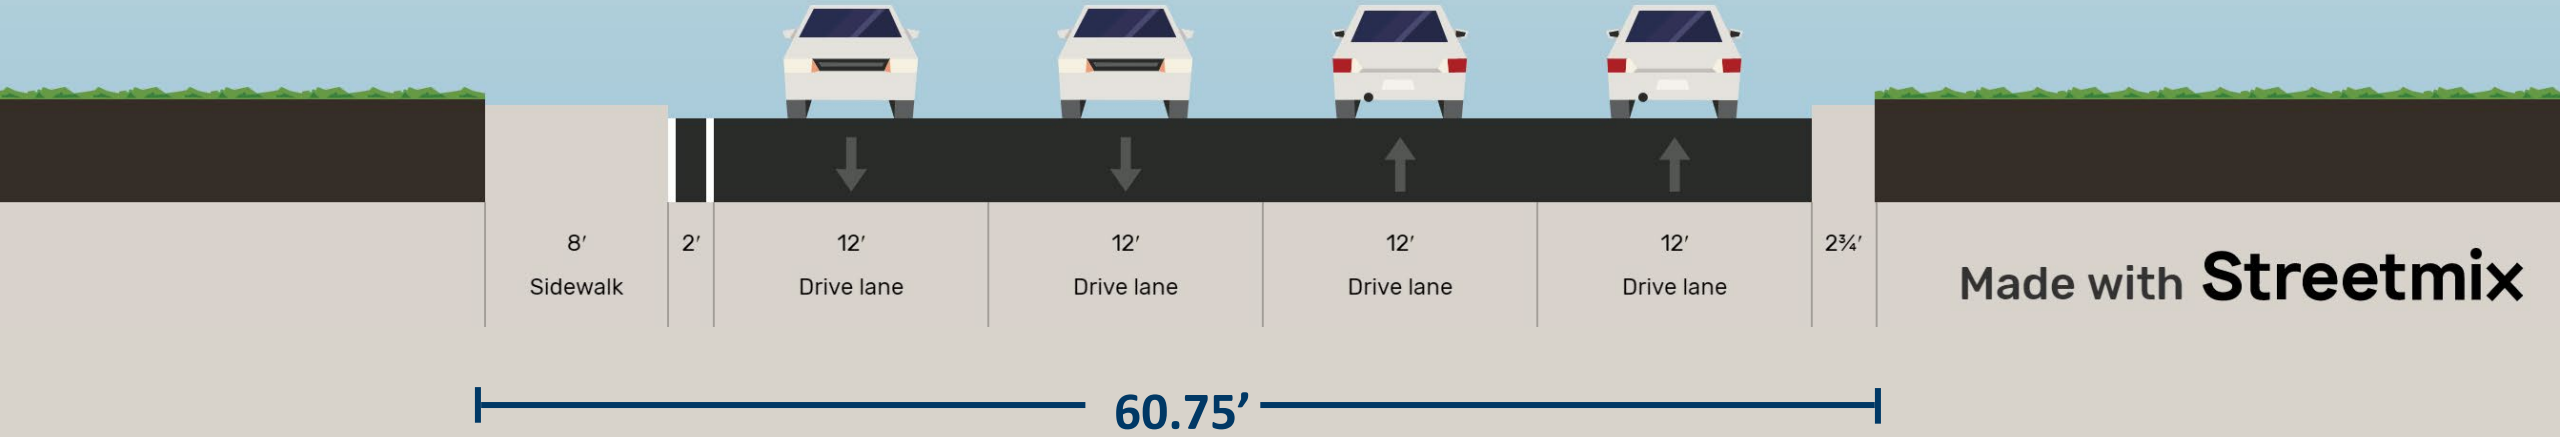 8′ 2′ 12′ 12′ 12′ 12′ 2¾′
Sidewalk Drive lane Drive lane Drive lane Drive lane
Made with Streetmix
60.75’